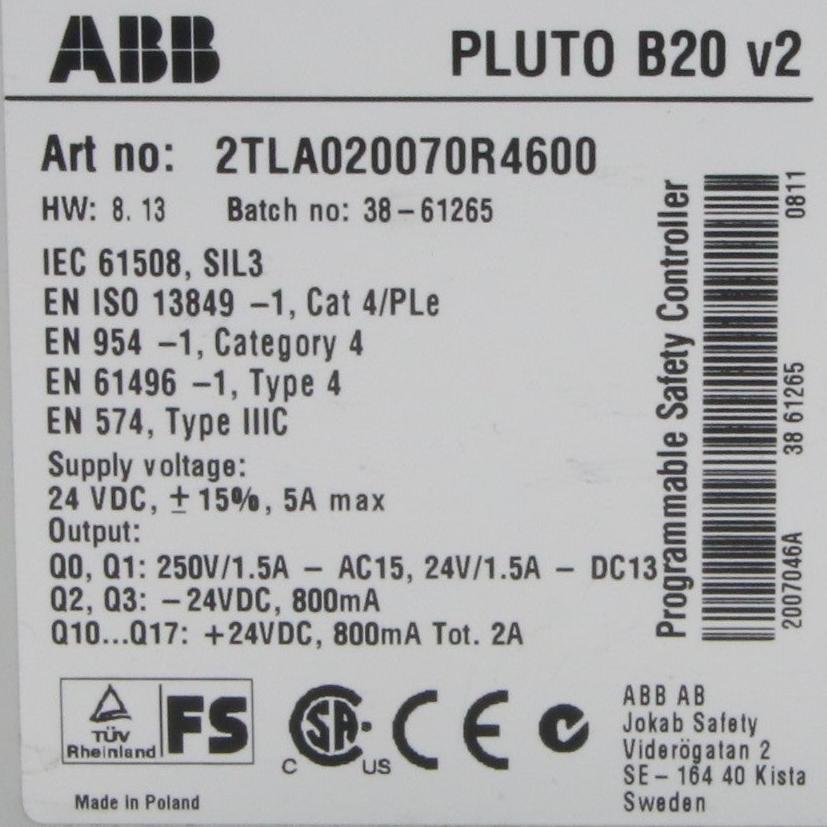 ABB
PLUTO B20 v2
Art no: 2TLA020070R4600
HW: 8.13 Batch no: 38-61265
IEC 61508, SIL3
EN ISO 13849 -1, Cat 4/PLe
EN 954 -1, Category 4
EN 61496 -1, Type 4
EN 574, Type IIIC
Supply voltage:
24 VDC, ± 15%, 5A max
Output:
Q0, Q1: 250V/1.5A - AC15, 24V/1.5A - DC13
Q2, Q3: -24VDC, 800mA
Q10...Q17: +24VDC, 800mA Tot. 2A
Programmable Safety Controller
2007046A 38 61265 0811
TÜV
Rheinland
FS
C SA US
CE
ABB AB
Jokab Safety
Viderögatan 2
SE- 164 40 Kista
Sweden
Made in Poland